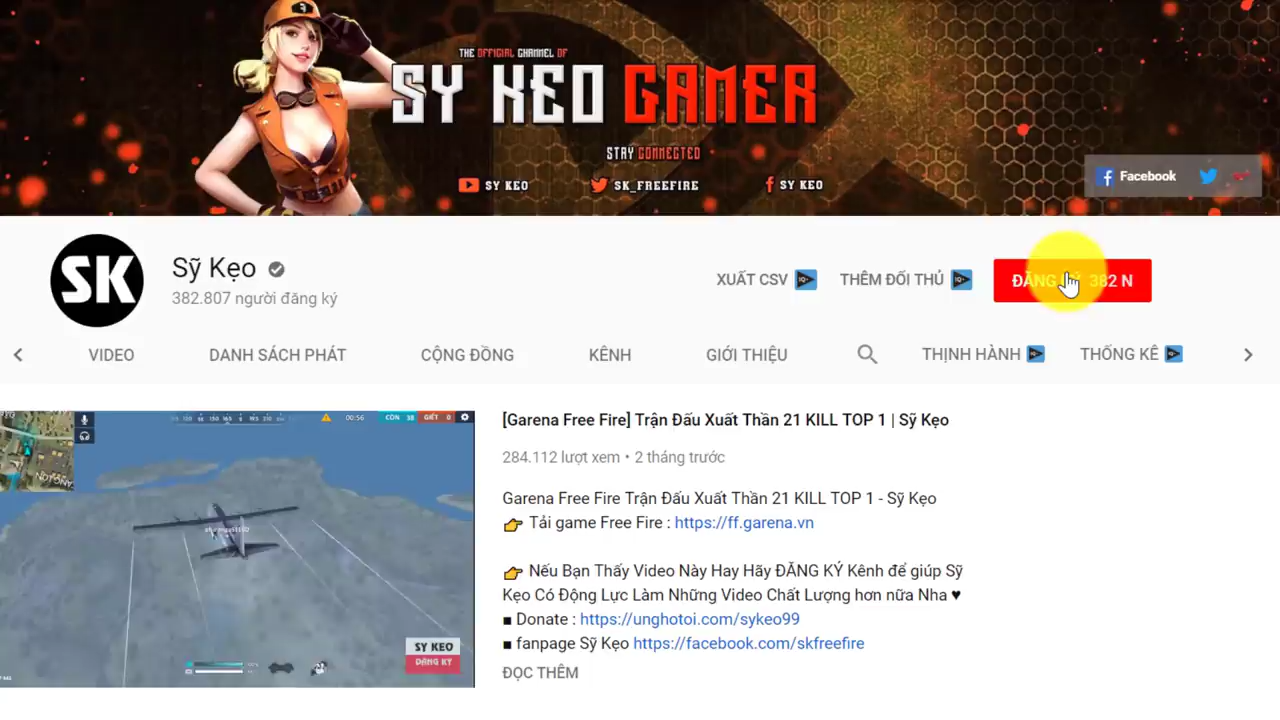 THE OFFICIAL CHANNEL OF
SY KEO GAMER
STAY CONNECTED
SY KEO
SK_FREEFIRE
SY KEO
Facebook
SK
Sỹ Kẹo
382.807 người đăng ký
XUẤT CSV
THÊM ĐỐI THỦ
382 N
VIDEO
DANH SÁCH PHÁT
CỘNG ĐỒNG
KÊNH
GIỚI THIỆU
THỊNH HÀNH
THỐNG KÊ
00:56
CÒN 38
GIẾT 0
SY KEO
ĐĂNG KÝ
[Garena Free Fire] Trận Đấu Xuất Thần 21 KILL TOP 1 | Sỹ Kẹo
284.112 lượt xem • 2 tháng trước
Garena Free Fire Trận Đấu Xuất Thần 21 KILL TOP 1 - Sỹ Kẹo
👉 Tải game Free Fire : https://ff.garena.vn
👉 Nếu Bạn Thấy Video Này Hay Hãy ĐĂNG KÝ Kênh để giúp Sỹ
Kẹo Có Động Lực Làm Những Video Chất Lượng hơn nữa Nha ♥
■ Donate : https://unghotoi.com/sykeo99
■ fanpage Sỹ Kẹo https://facebook.com/skfreefire
ĐỌC THÊM